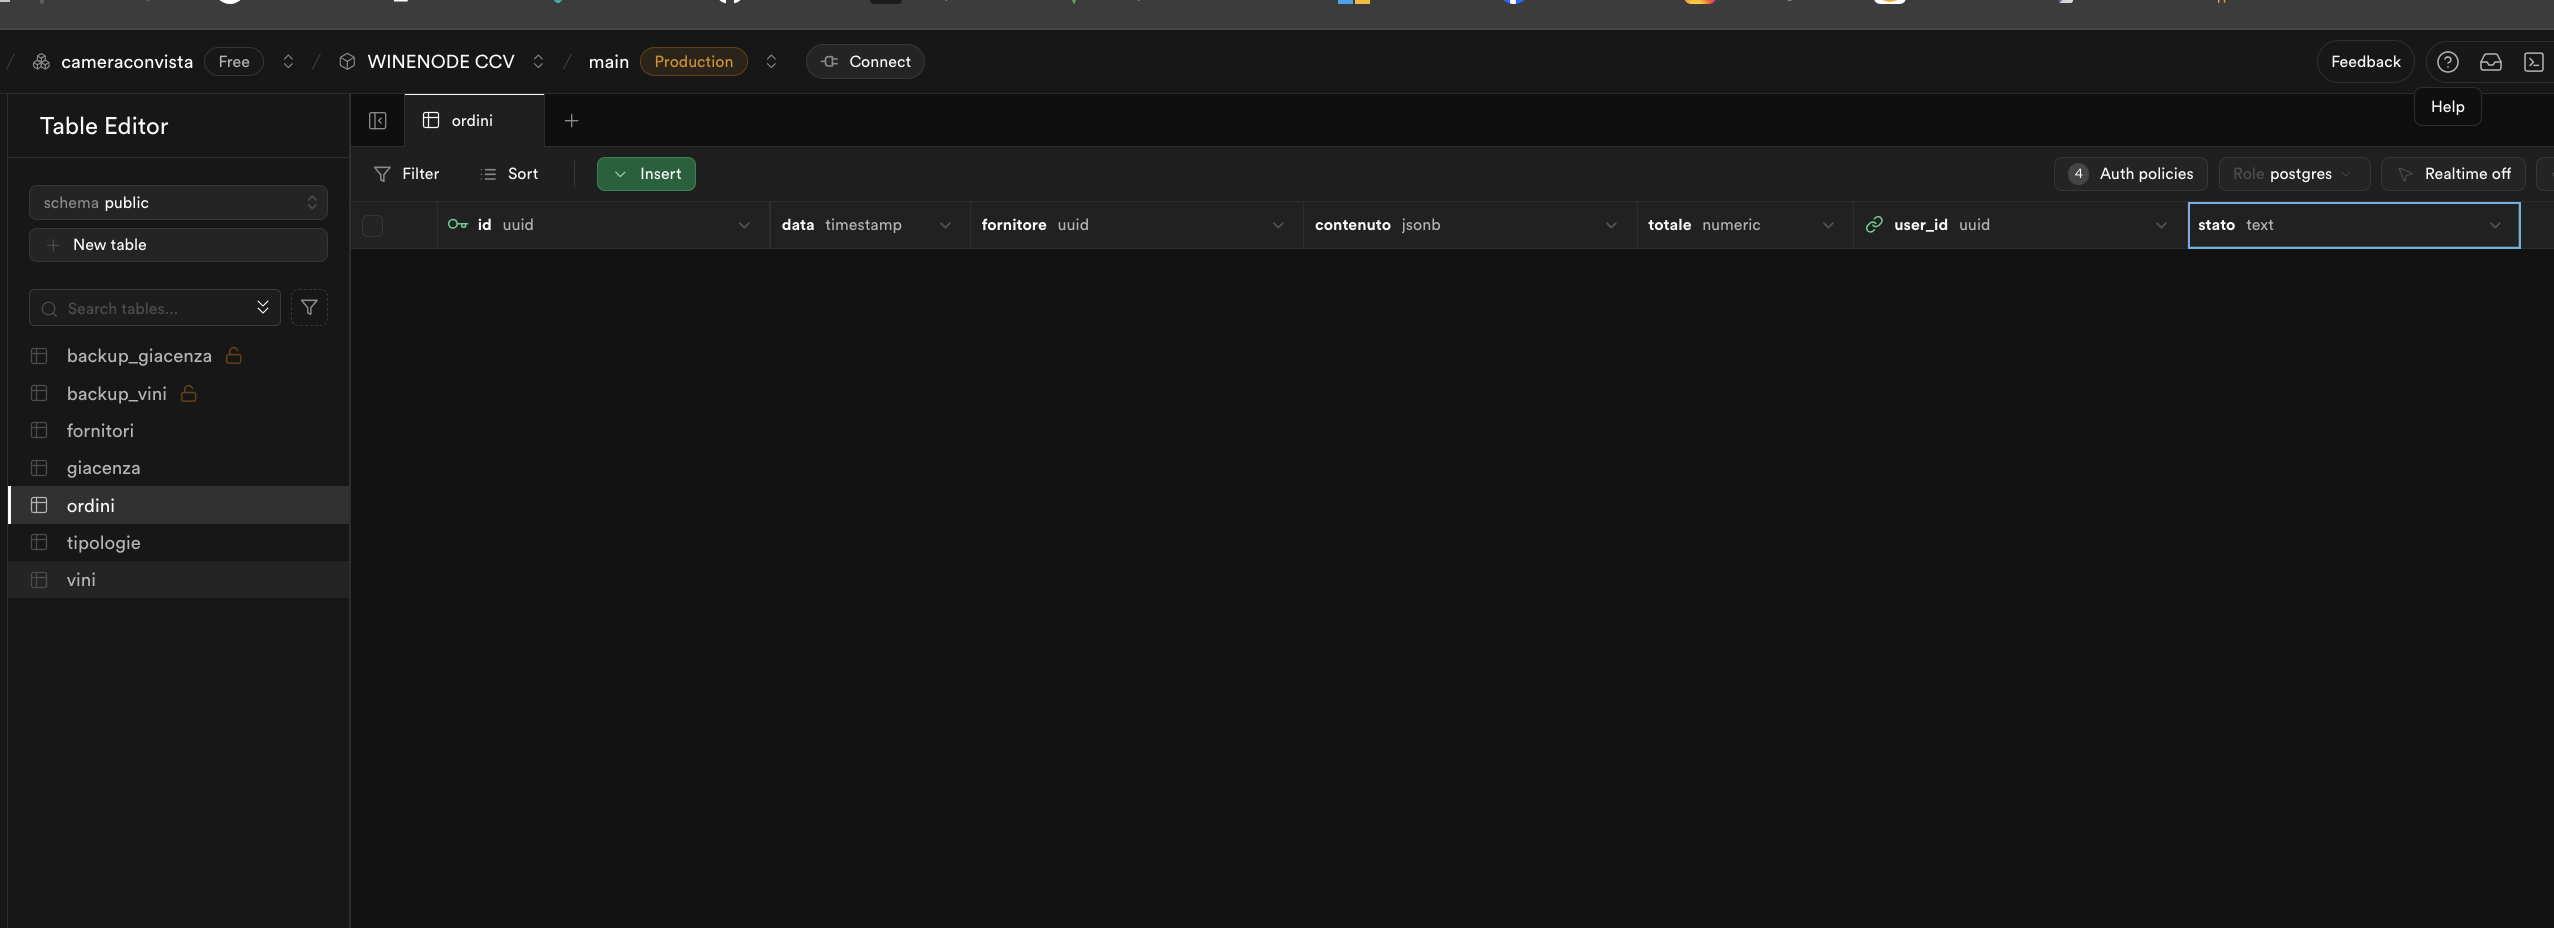 cameraconvista Free / WINENODE CCV / main Production Connect Feedback
Help
Table Editor
ordini
Filter Sort Insert 4 Auth policies Role postgres Realtime off
schema public
id uuid data timestamp fornitore uuid contenuto jsonb totale numeric user_id uuid stato text
New table
Search tables...
backup_giacenza
backup_vini
fornitori
giacenza
ordini
tipologie
vini